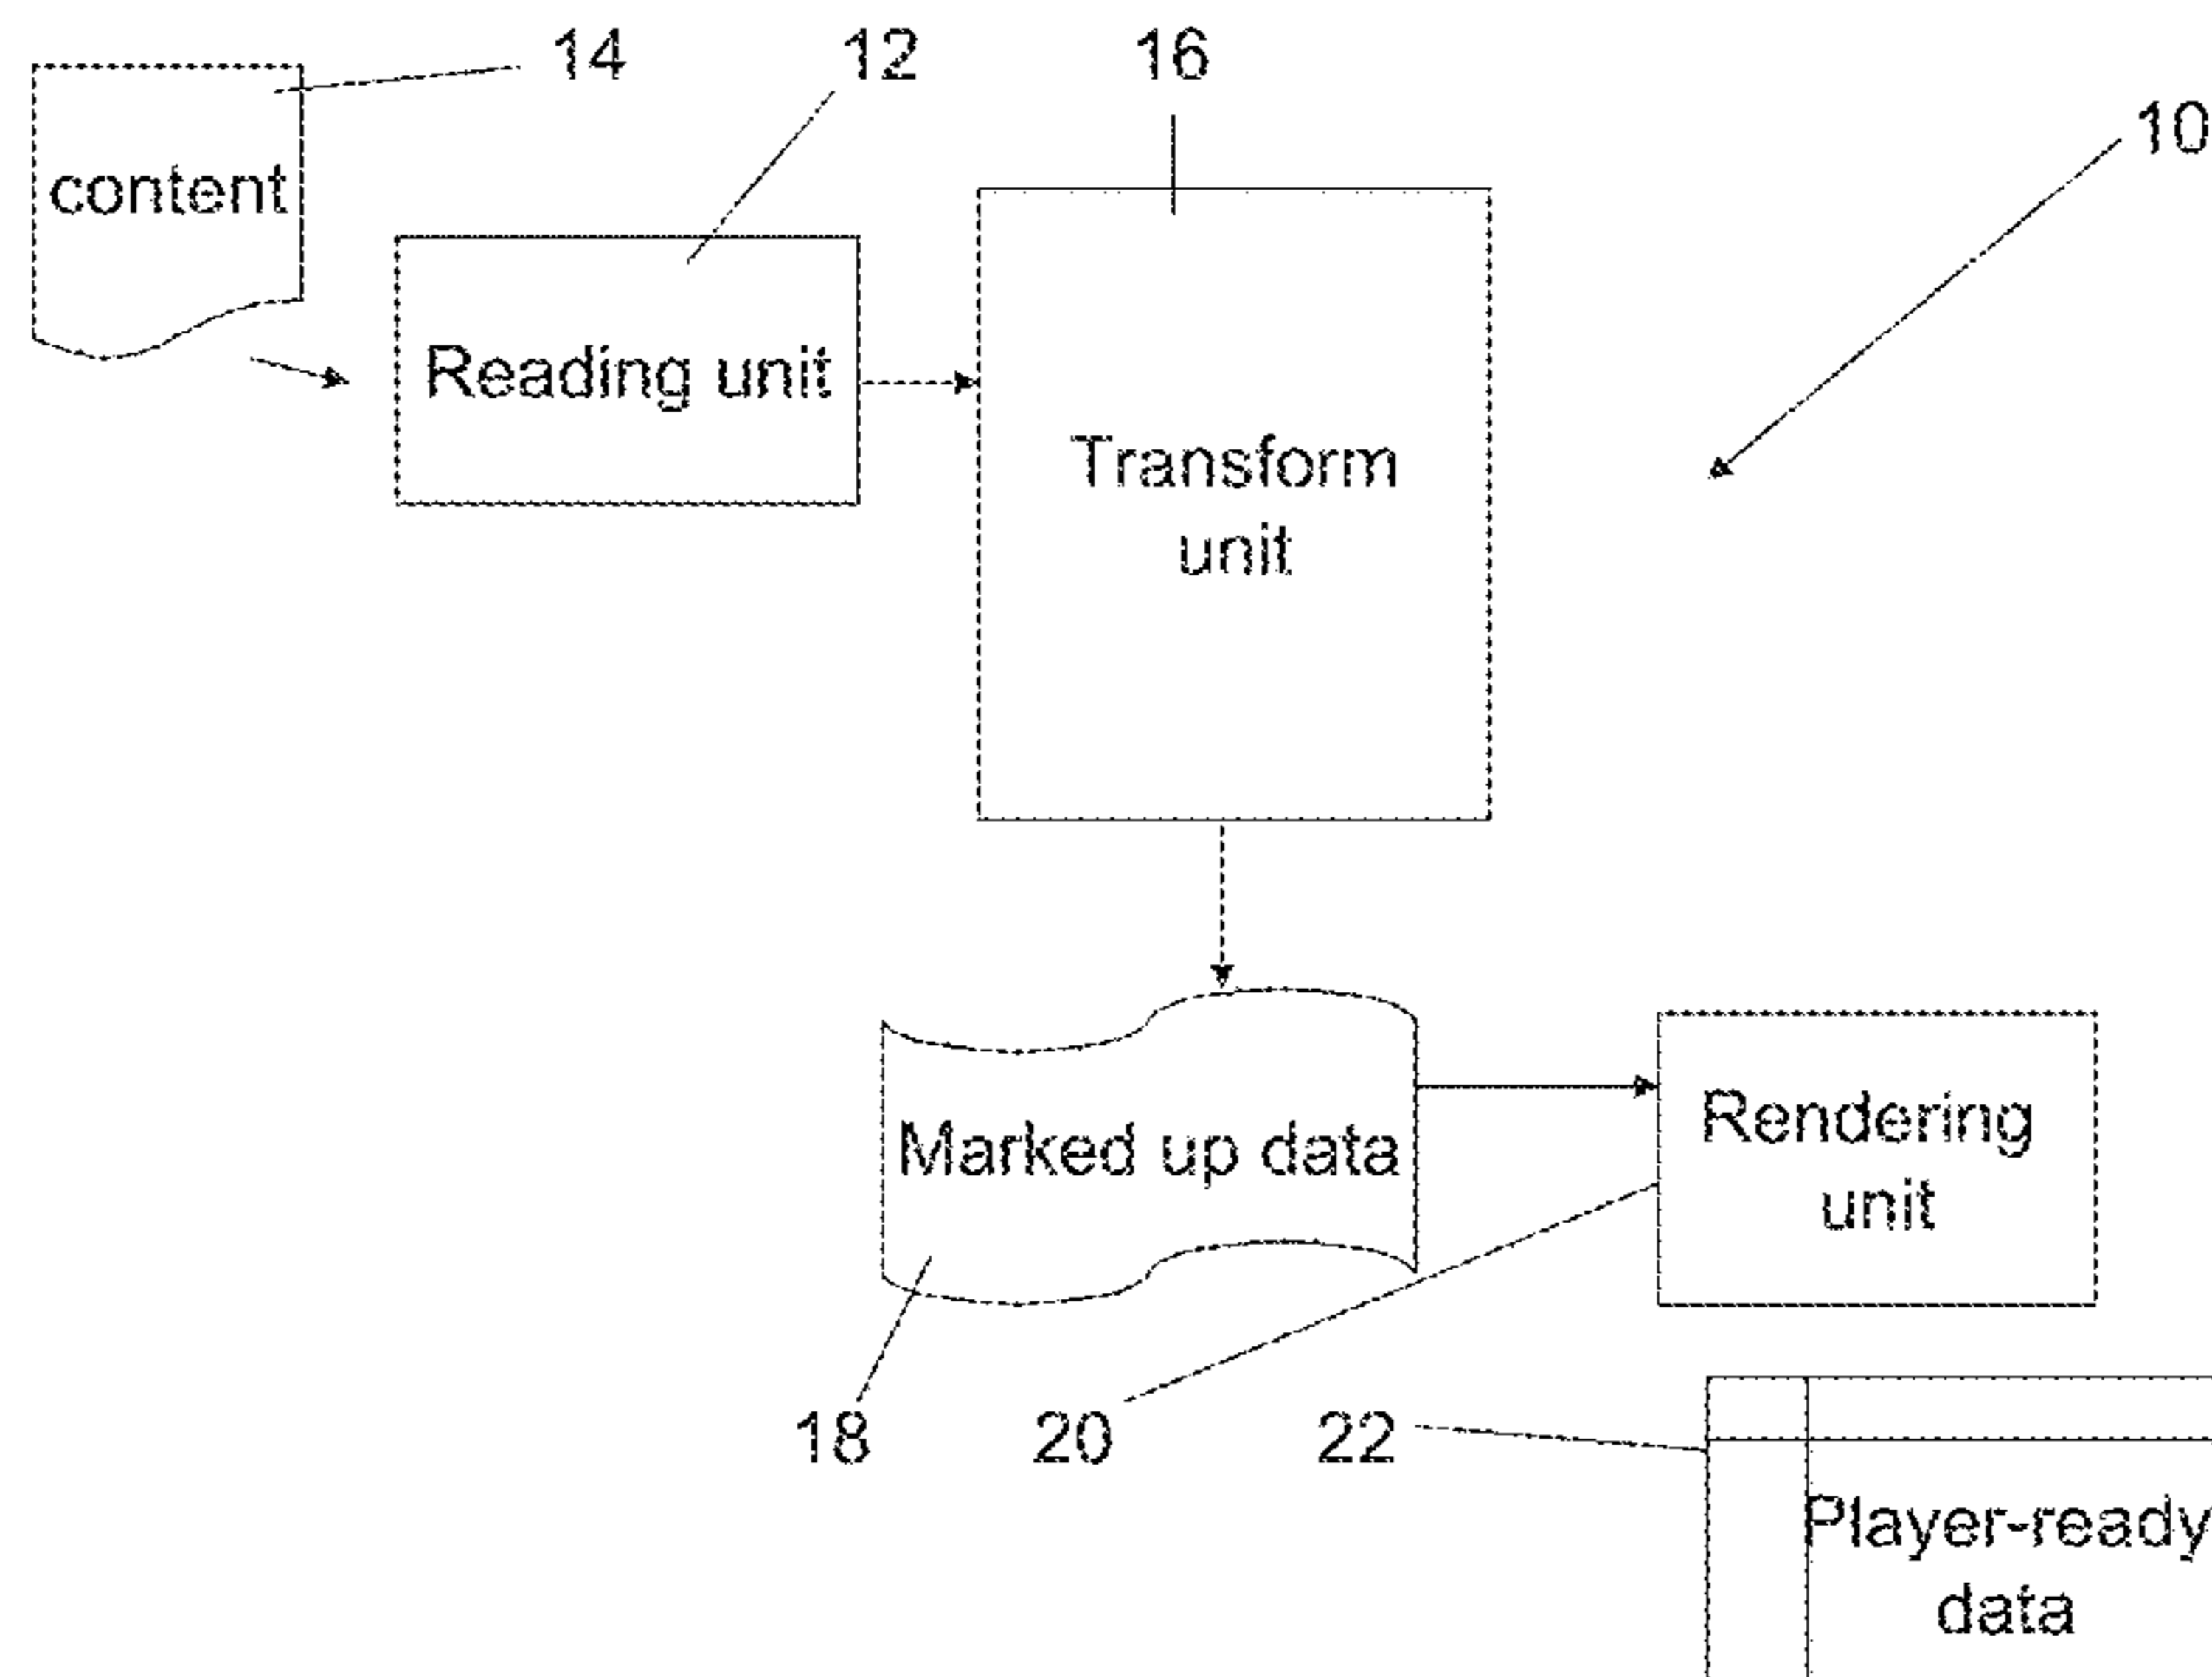 14
12
16
10
content
Reading unit
Transform
unit
Marked up data
Rendering
unit
18
20
22
Player-ready
data